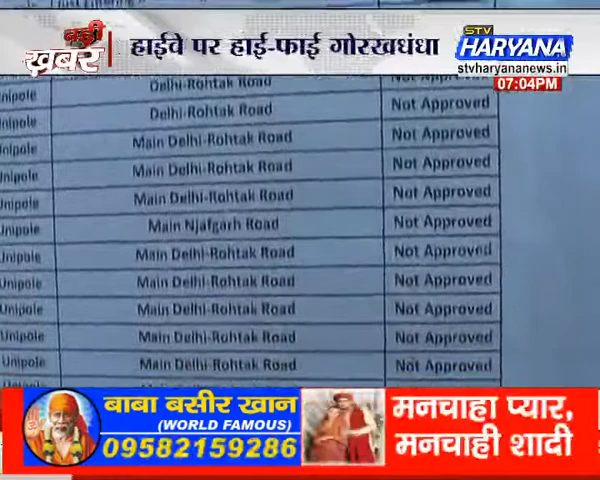 बड़ी
ख़बर
हाईवे पर हाई-फाई गोरखधंधा
STV
HARYANA
stvharyananews.in
07:04PM
Unipole Delhi-Rohtak Road Not Approved
Unipole Delhi-Rohtak Road Not Approved
Unipole Main Delhi-Rohtak Road Not Approved
Unipole Main Delhi-Rohtak Road Not Approved
Unipole Main Delhi-Rohtak Road Not Approved
Unipole Main Njafgarh Road Not Approved
Unipole Main Delhi-Rohtak Road Not Approved
Unipole Main Delhi-Rohtak Road Not Approved
Unipole Main Delhi-Rohtak Road Not Approved
Unipole Main Delhi-Rohtak Road Not Approved
Unipole Main Delhi-Rohtak Road Not Approved
बाबा बसीर खान
(WORLD FAMOUS)
09582159286
मनचाहा प्यार,
मनचाही शादी